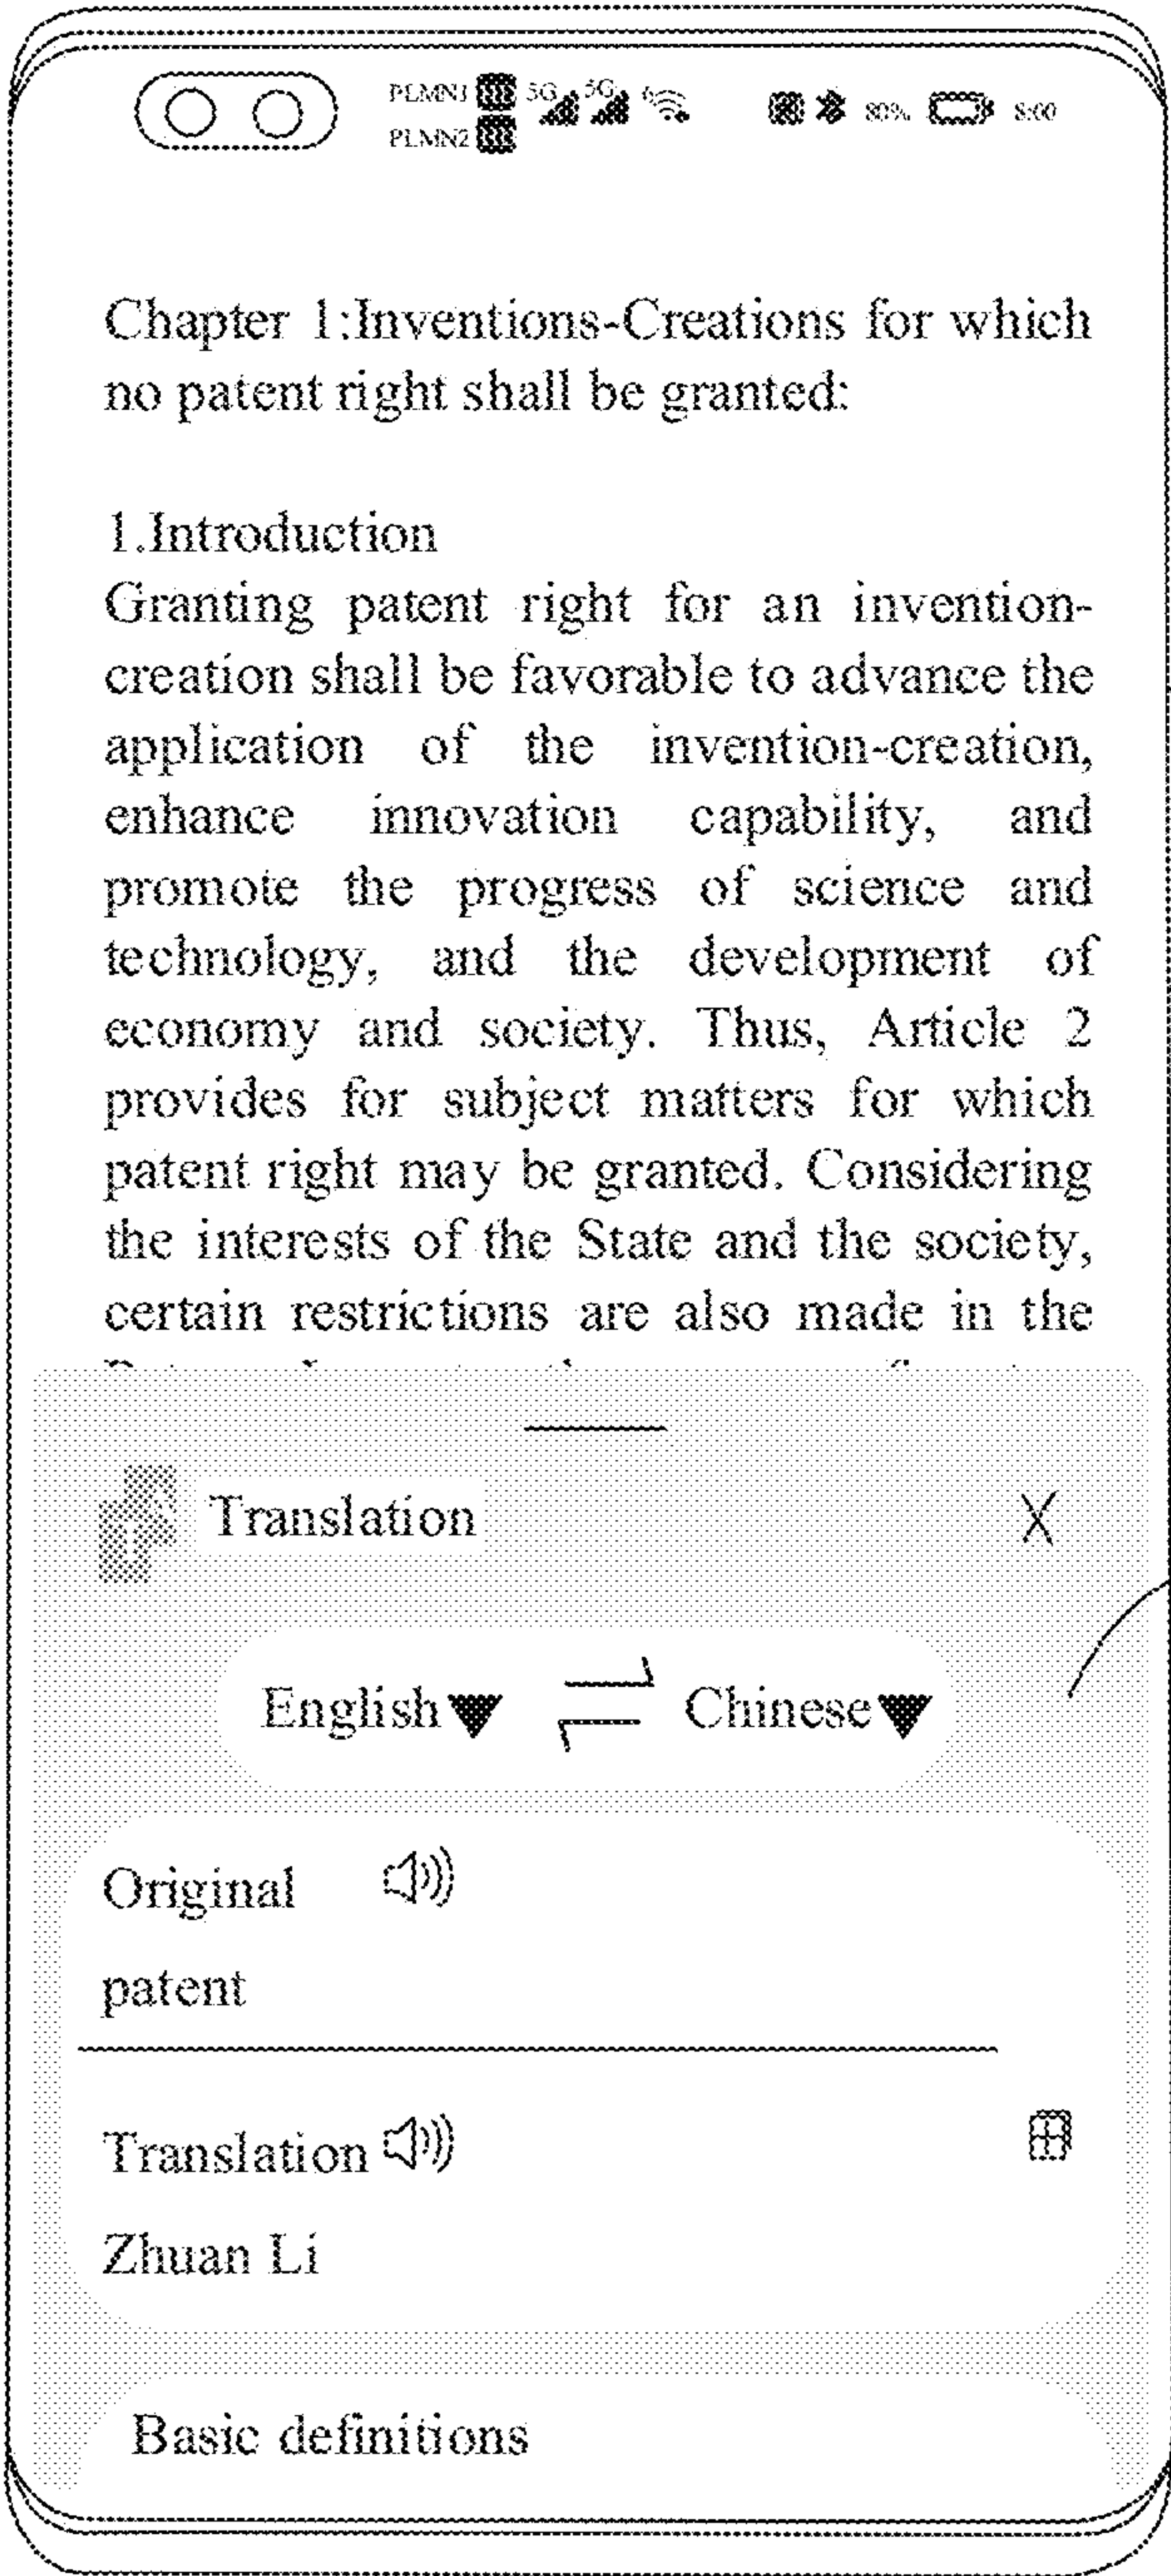 PLMN1 5G 5G 6 80% 8:00
PLMN2
Chapter 1:Inventions-Creations for which
no patent right shall be granted:
1.Introduction
Granting patent right for an invention-
creation shall be favorable to advance the
application of the invention-creation,
enhance innovation capability, and
promote the progress of science and
technology, and the development of
economy and society. Thus, Article 2
provides for subject matters for which
patent right may be granted. Considering
the interests of the State and the society,
certain restrictions are also made in the
Translation X
English Chinese
Original
patent
Translation
Zhuan Li
Basic definitions